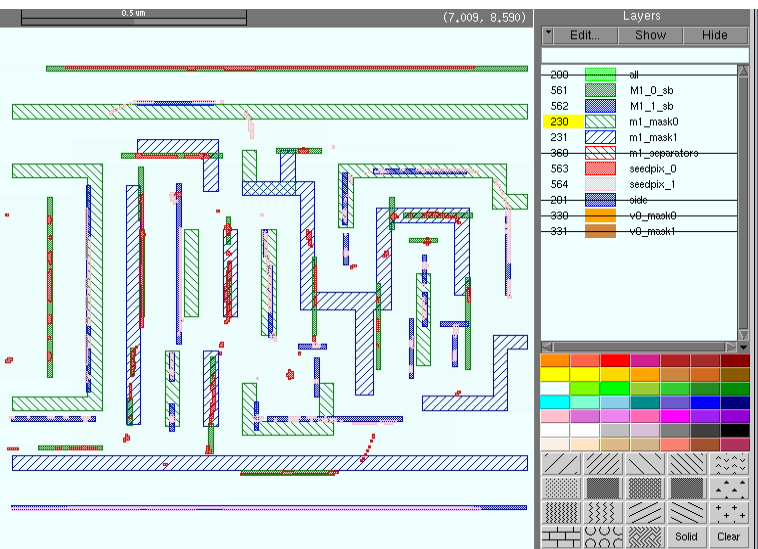 0.5 um
(7.009, 8.590)
Layers
Edit... Show Hide
200 all
561 M1_0_sb
562 M1_1_sb
230 m1_mask0
231 m1_mask1
360 m1_separators
563 seedpix_0
564 seedpix_1
201 side
330 v0_mask0
331 v0_mask1
Solid Clear